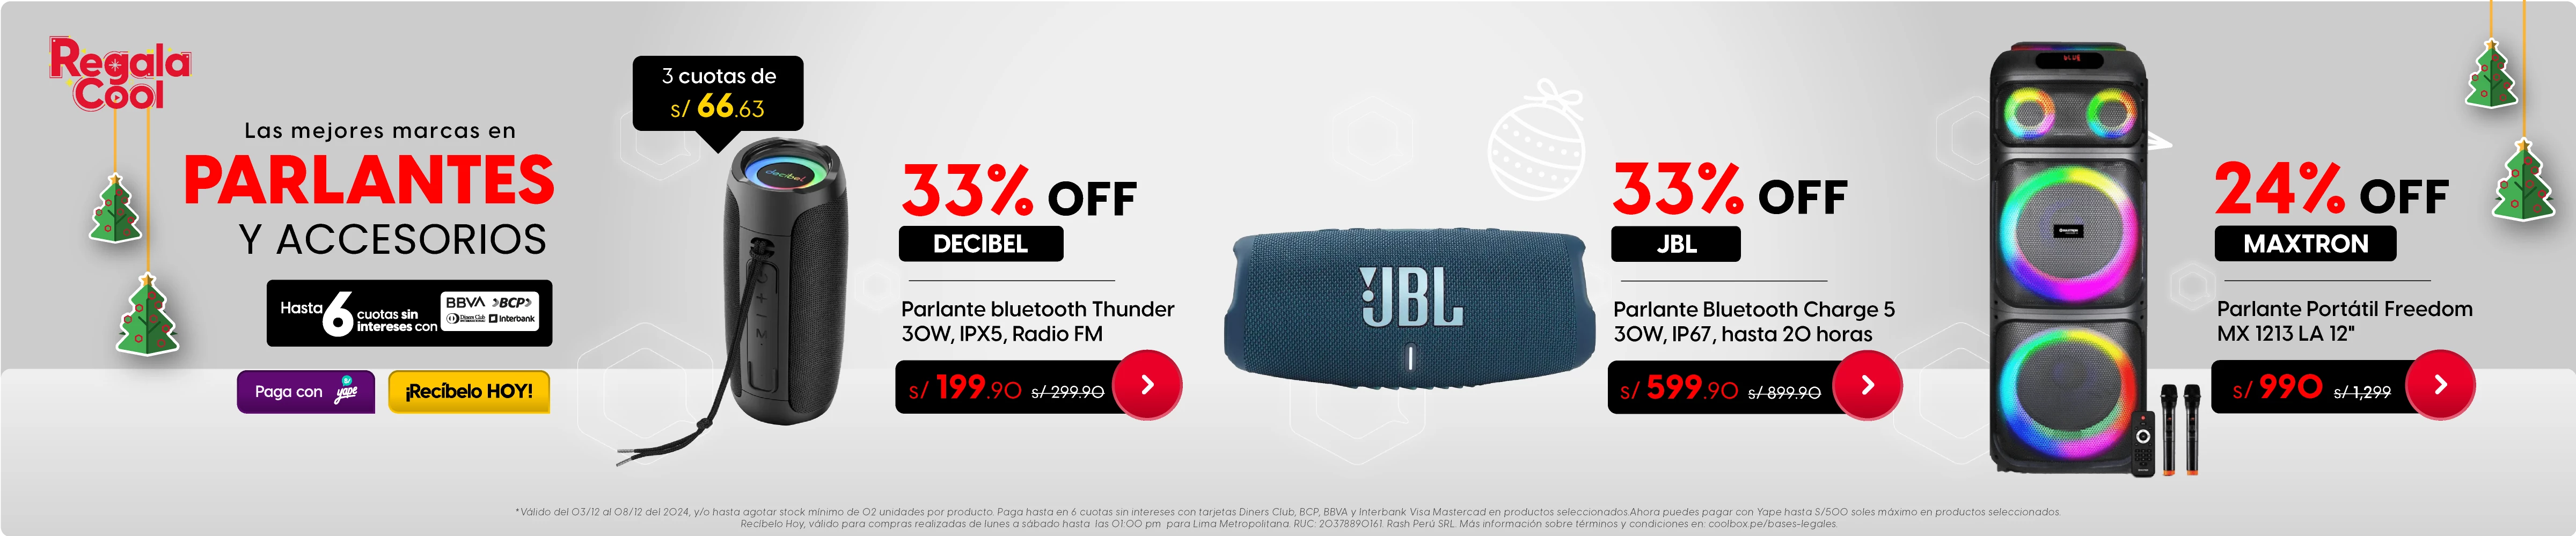 Regala
Cool
Las mejores marcas en
PARLANTES
Y ACCESORIOS
Hasta 6 cuotas sin intereses con
BBVA BCP
Diners Club Interbank
Paga con yape
¡Recíbelo HOY!
3 cuotas de
s/ 66.63
decibel
33% OFF
DECIBEL
Parlante bluetooth Thunder
30W, IPX5, Radio FM
s/ 199.90 s/ 299.90
JBL
33% OFF
JBL
Parlante Bluetooth Charge 5
30W, IP67, hasta 20 horas
s/ 599.90 s/ 899.90
MAXTRON
24% OFF
MAXTRON
Parlante Portátil Freedom
MX 1213 LA 12"
s/ 990 s/ 1,299
*Válido del 03/12 al 08/12 del 2024, y/o hasta agotar stock mínimo de 02 unidades por producto. Paga hasta en 6 cuotas sin intereses con tarjetas Diners Club, BCP, BBVA y Interbank Visa Mastercad en productos seleccionados.Ahora puedes pagar con Yape hasta S/500 soles máximo en productos seleccionados.
Recíbelo Hoy, válido para compras realizadas de lunes a sábado hasta las 01:00 pm para Lima Metropolitana. RUC: 20378890161. Rash Perú SRL. Más información sobre términos y condiciones en: coolbox.pe/bases-legales.